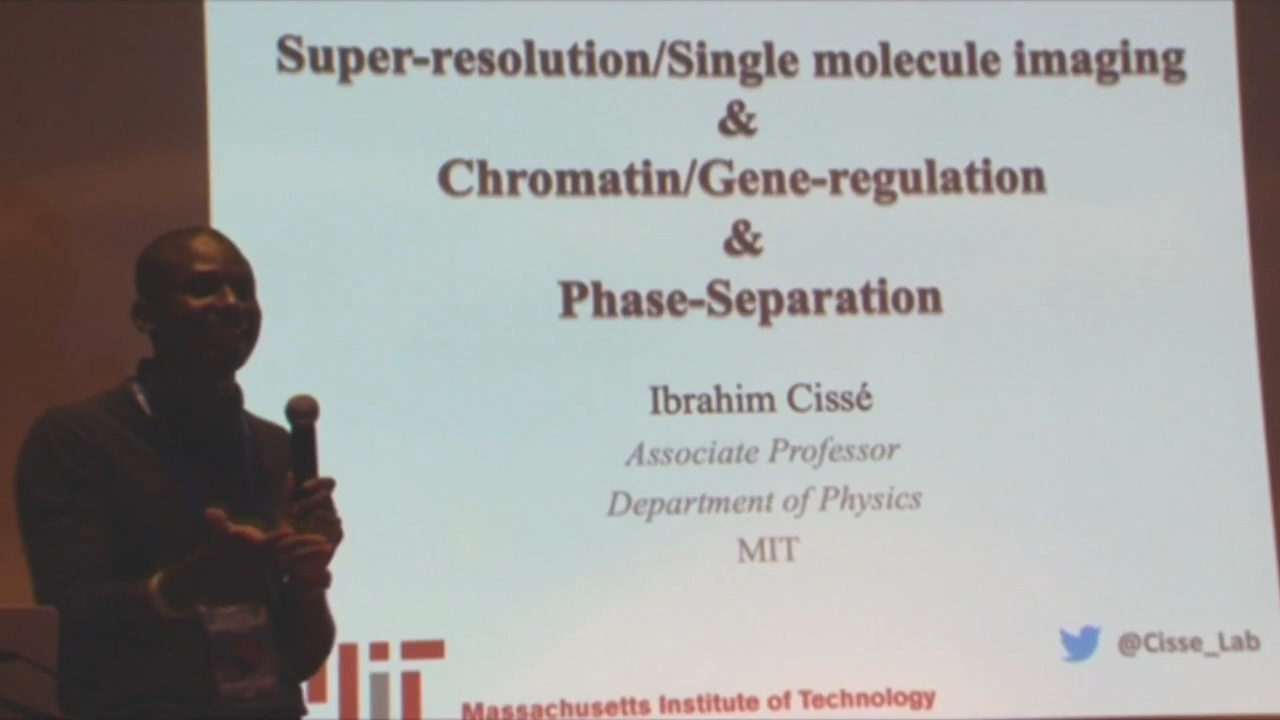 Super-resolution/Single molecule imaging
&
Chromatin/Gene-regulation
&
Phase-Separation
Ibrahim Cissé
Associate Professor
Department of Physics
MIT
@Cisse_Lab
Massachusetts Institute of Technology